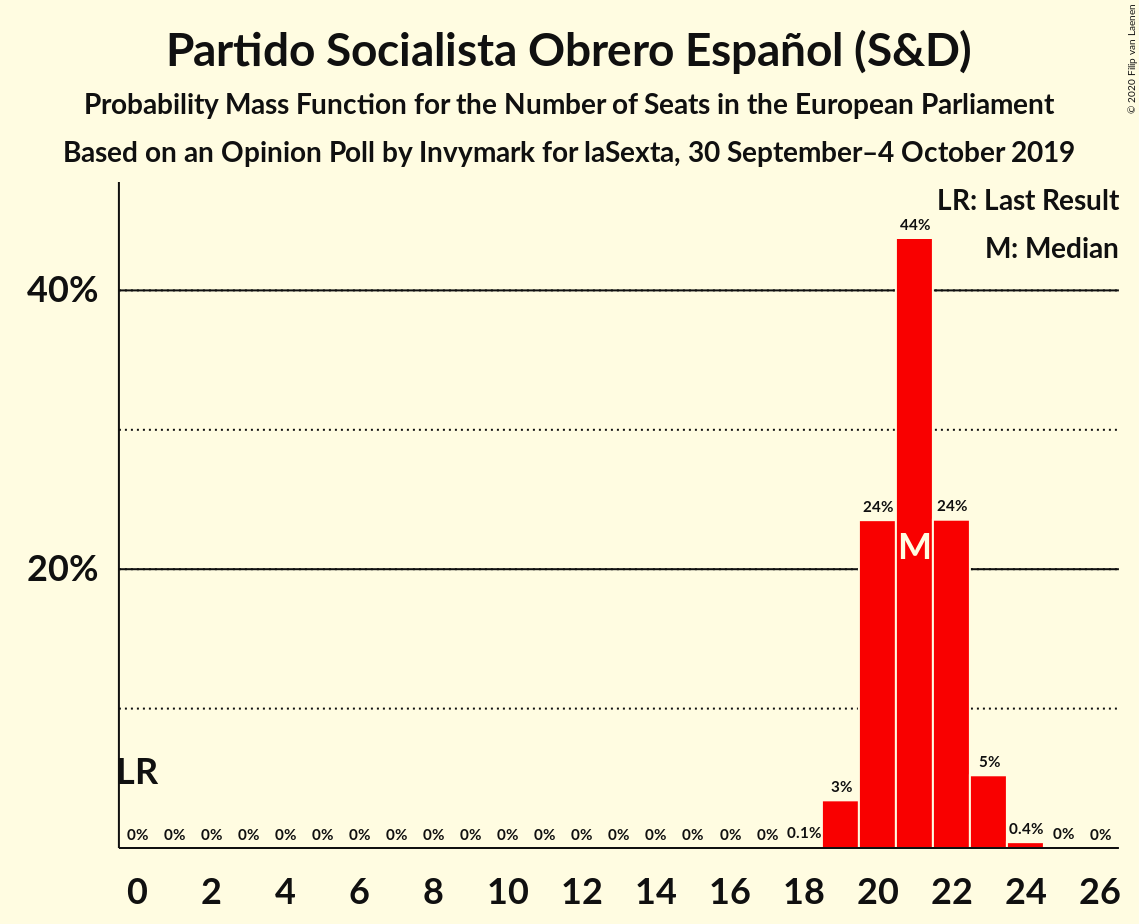 Partido Socialista Obrero Español (S&D)
Probability Mass Function for the Number of Seats in the European Parliament
Based on an Opinion Poll by Invymark for laSexta, 30 September–4 October 2019
© 2020 Filip van Laenen
LR: Last Result
M: Median
44%
40%
24% 24%
M
20%
LR
5%
3%
0% 0% 0% 0% 0% 0% 0% 0% 0% 0% 0% 0% 0% 0% 0% 0% 0% 0% 0.1% 0.4% 0% 0%
0 2 4 6 8 10 12 14 16 18 20 22 24 26